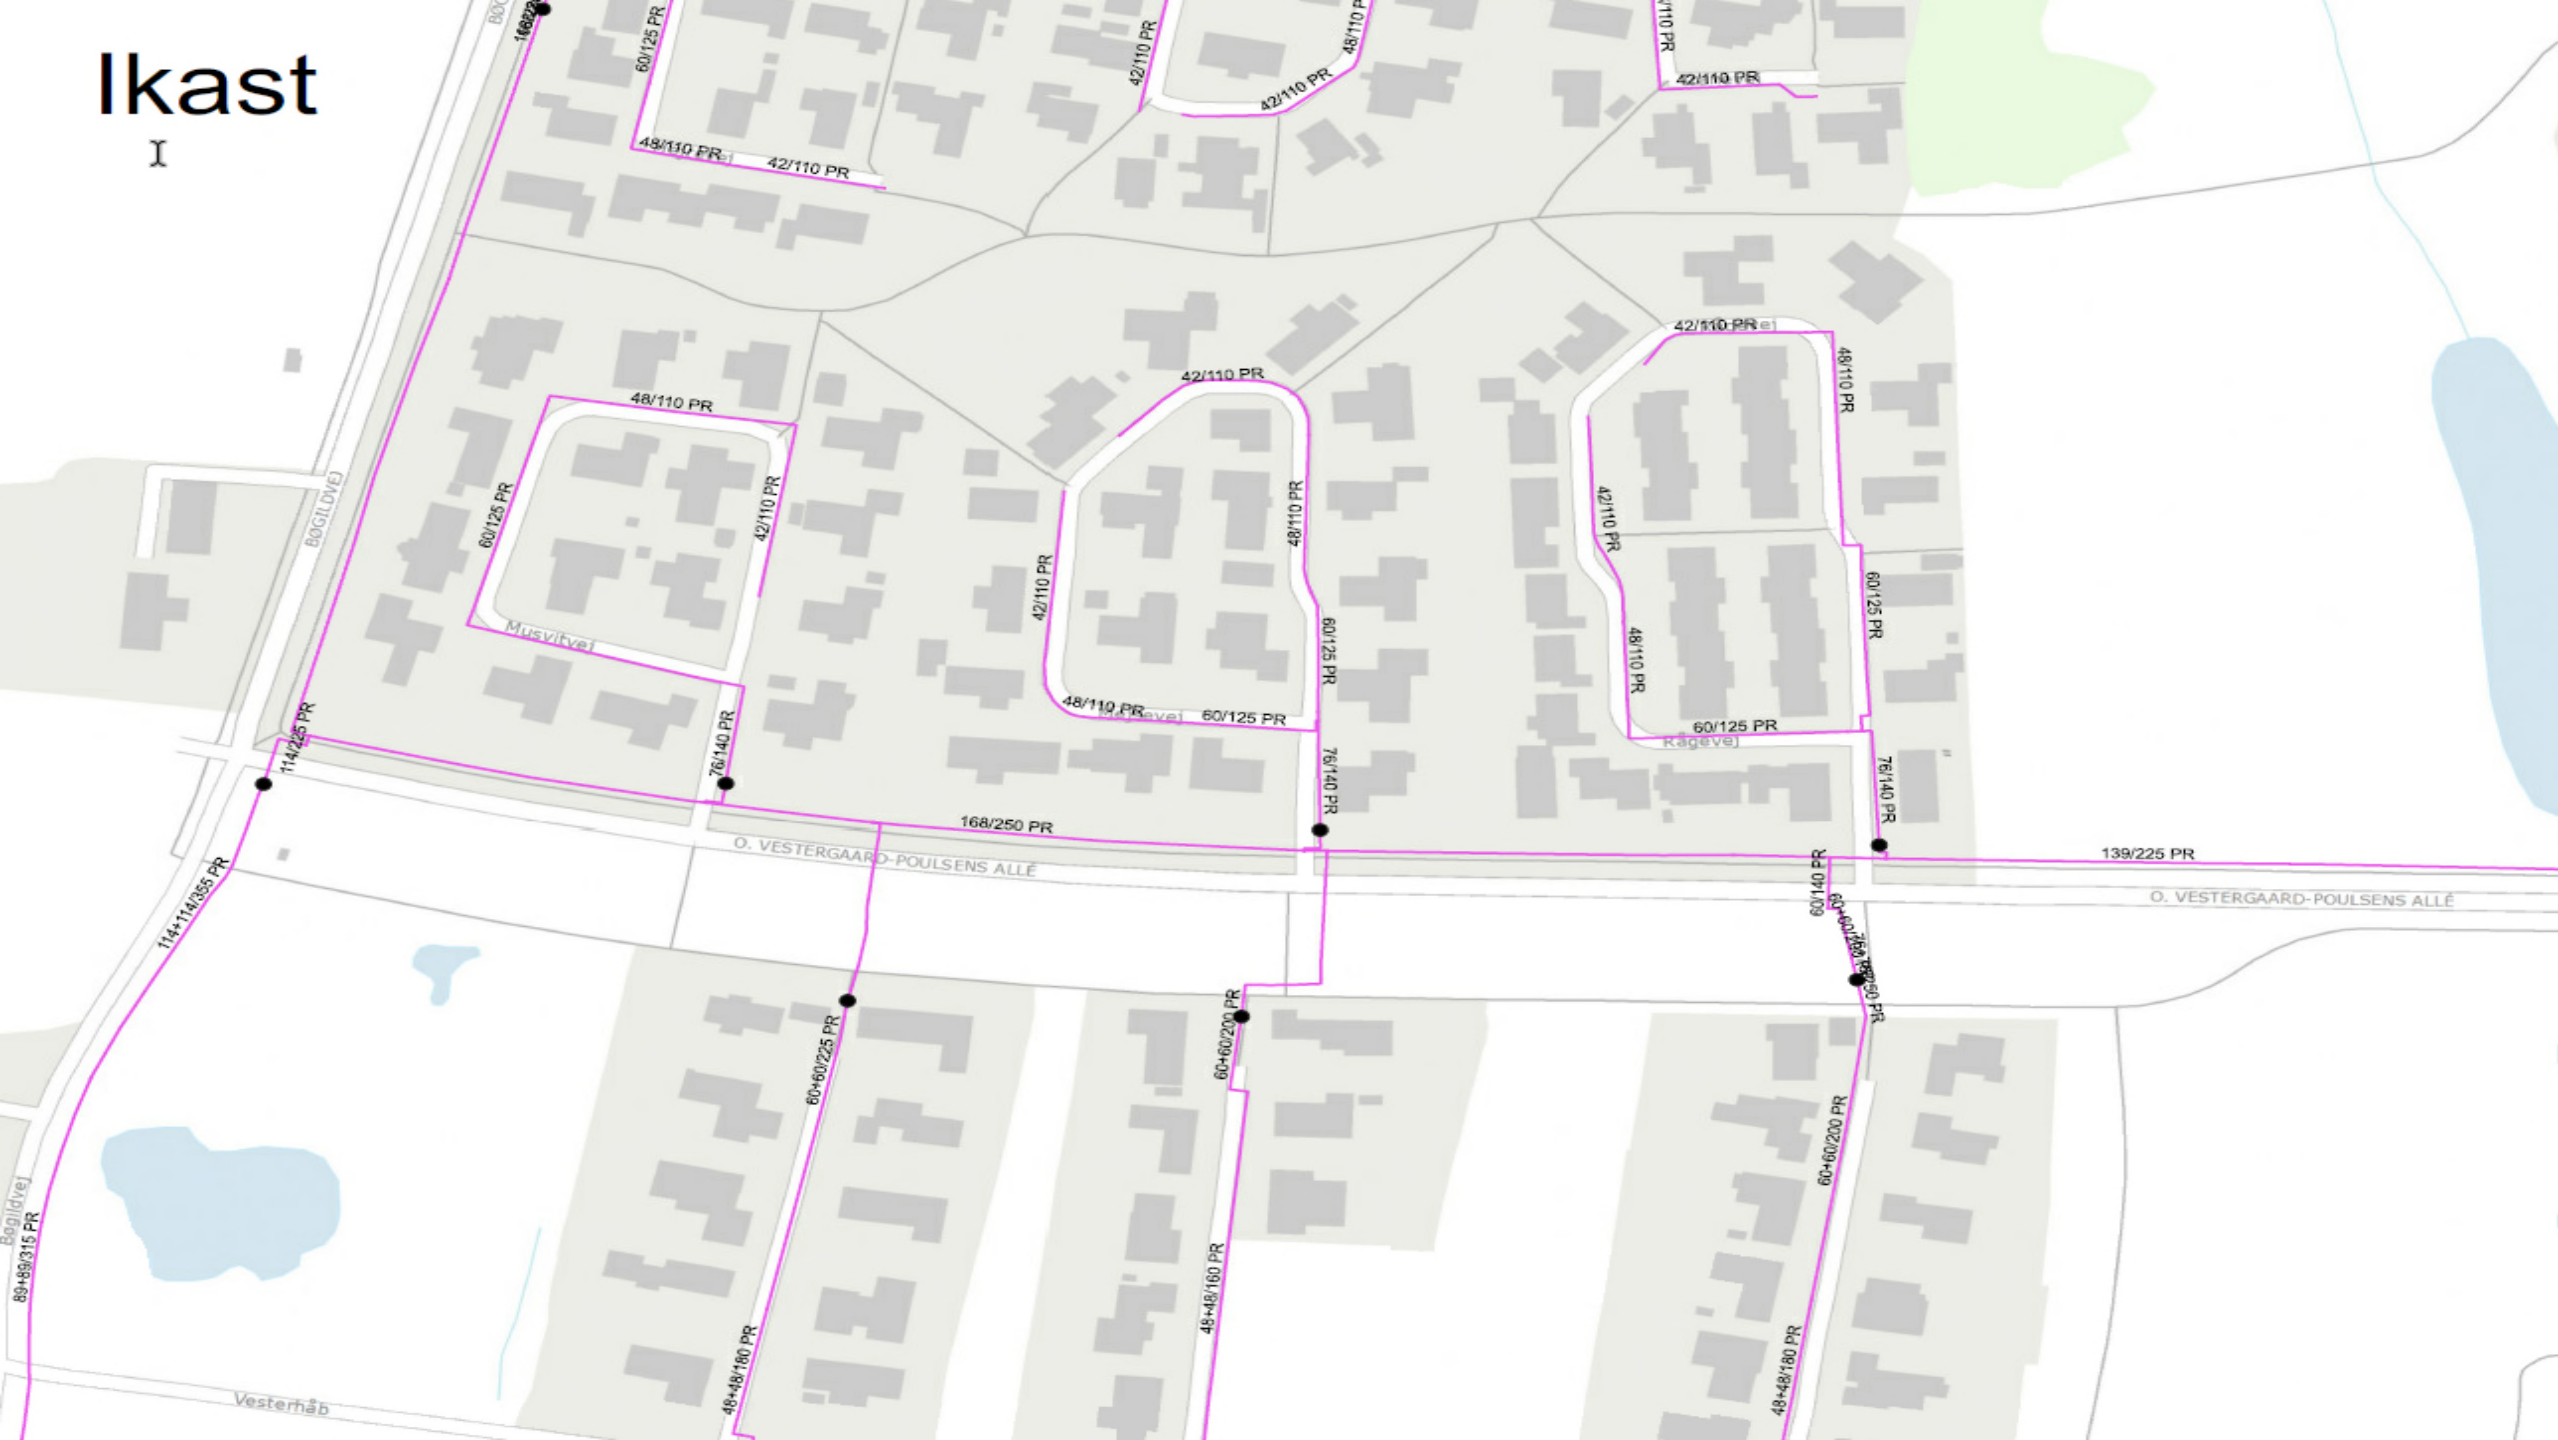 Ikast
BØG
60/125 PR
42/110 PR
48/110 P
/110 PR
42/110 PR
42/110 PR
48/110 PR
42/110 PR
42/110 PR
48/110 PR
42/110 PR
48/110 PR
BØGILDVEJ
60/125 PR
42/110 PR
48/110 PR
42/110 PR
42/110 PR
60/125 PR
Musvitvej
60/125 PR
48/110 PR
48/110 PR
60/125 PR
60/125 PR
Rågevej
114/225 PR
76/140 PR
76/140 PR
76/140 PR
168/250 PR
O. VESTERGAARD-POULSENS ALLÉ
139/225 PR
60/140 PR
O. VESTERGAARD-POULSENS ALLÉ
114+114/355 PR
60+60/225 PR
60+60/200 PR
60+60/200 PR
Bøgildvej
89+89/315 PR
48+48/160 PR
48+48/180 PR
48+48/180 PR
Vesterhåb